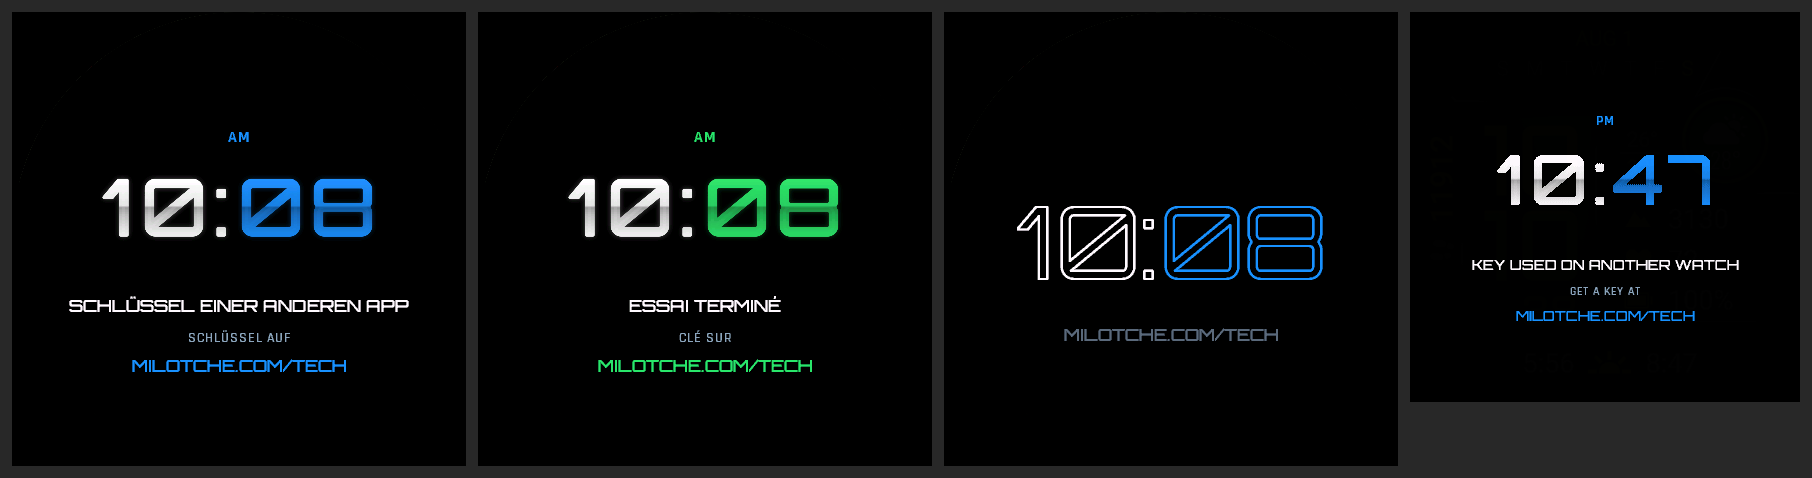 AM
10:08
SCHLÜSSEL EINER ANDEREN APP
SCHLÜSSEL AUF
MILOTCHE.COM/TECH
AM
10:08
ESSAI TERMINÉ
CLÉ SUR
MILOTCHE.COM/TECH
10:08
MILOTCHE.COM/TECH
PM
10:47
KEY USED ON ANOTHER WATCH
GET A KEY AT
MILOTCHE.COM/TECH